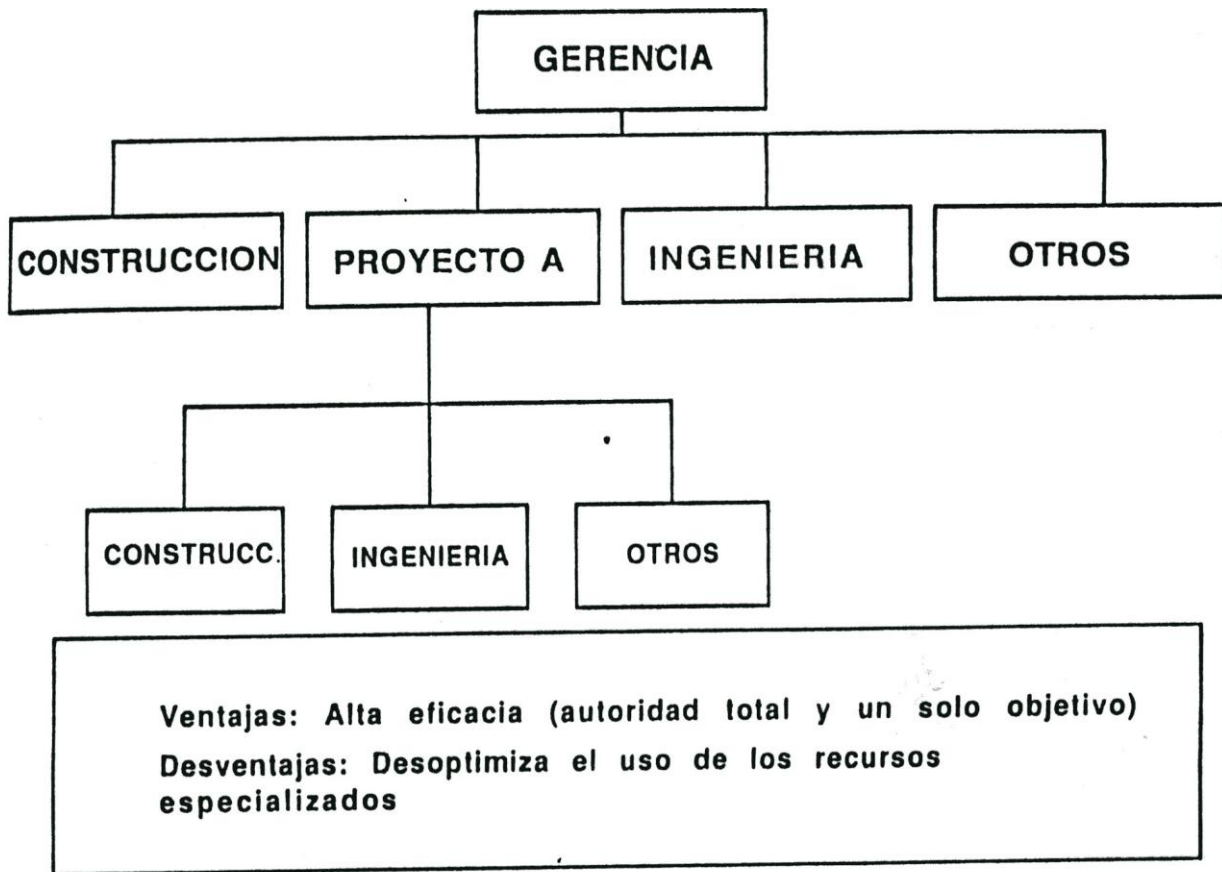 GERENCIA
CONSTRUCCION
PROYECTO A
INGENIERIA
OTROS
CONSTRUCC.
INGENIERIA
OTROS
Ventajas: Alta eficacia (autoridad total y un solo objetivo)
Desventajas: Desoptimiza el uso de los recursos
especializados